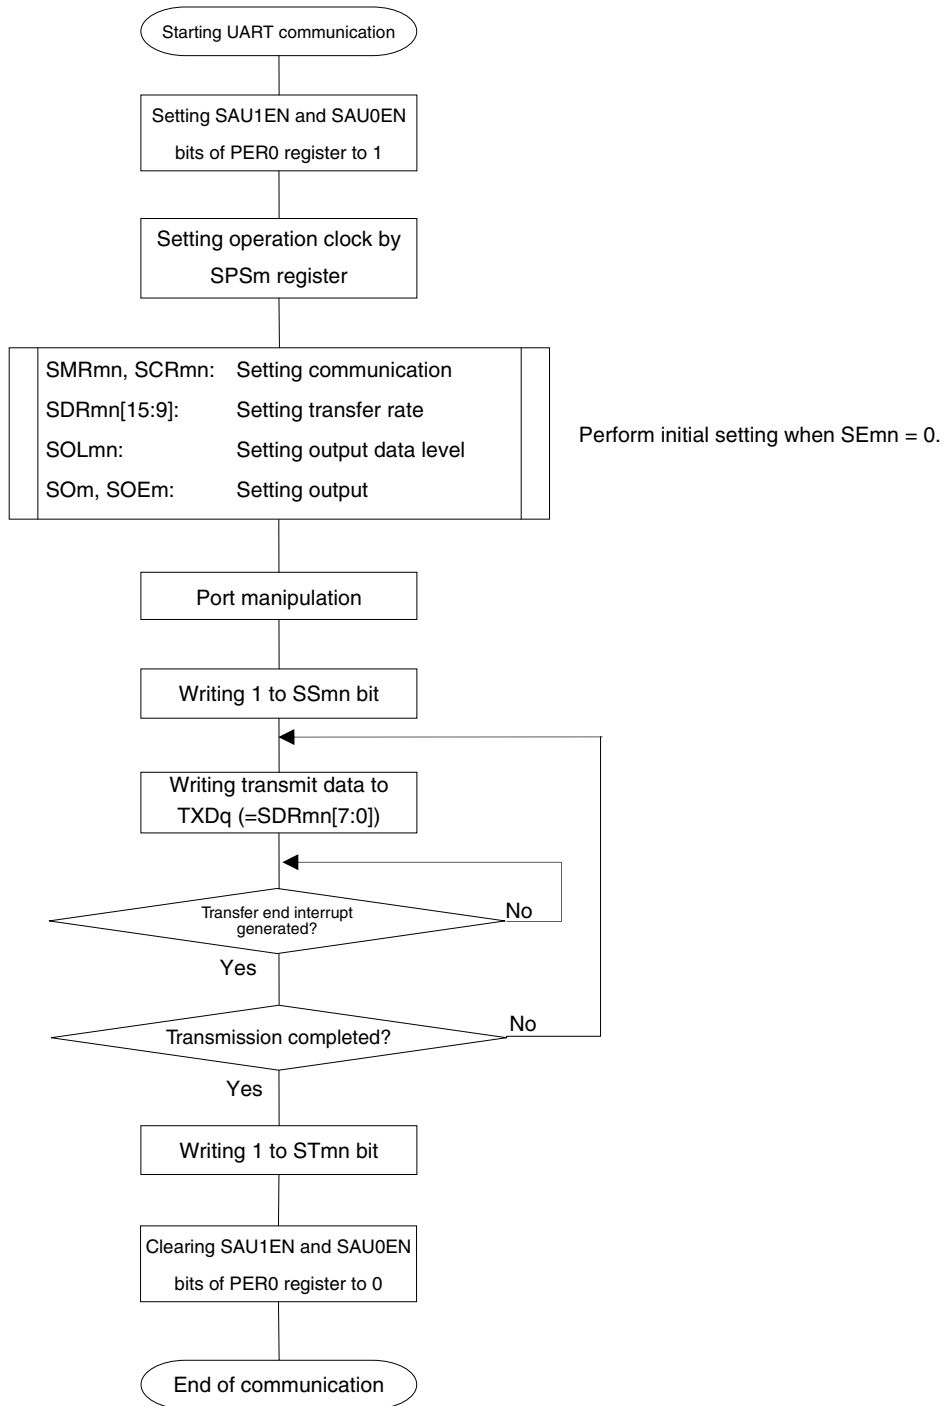 Starting UART communication
Setting SAU1EN and SAU0EN
bits of PER0 register to 1
Setting operation clock by
SPSm register
SMRmn, SCRmn: Setting communication
SDRmn[15:9]: Setting transfer rate
SOLmn: Setting output data level
SOm, SOEm: Setting output
Perform initial setting when SEmn = 0.
Port manipulation
Writing 1 to SSmn bit
Writing transmit data to
TXDq (=SDRmn[7:0])
Transfer end interrupt
generated?
No
Yes
Transmission completed?
No
Yes
Writing 1 to STmn bit
Clearing SAU1EN and SAU0EN
bits of PER0 register to 0
End of communication